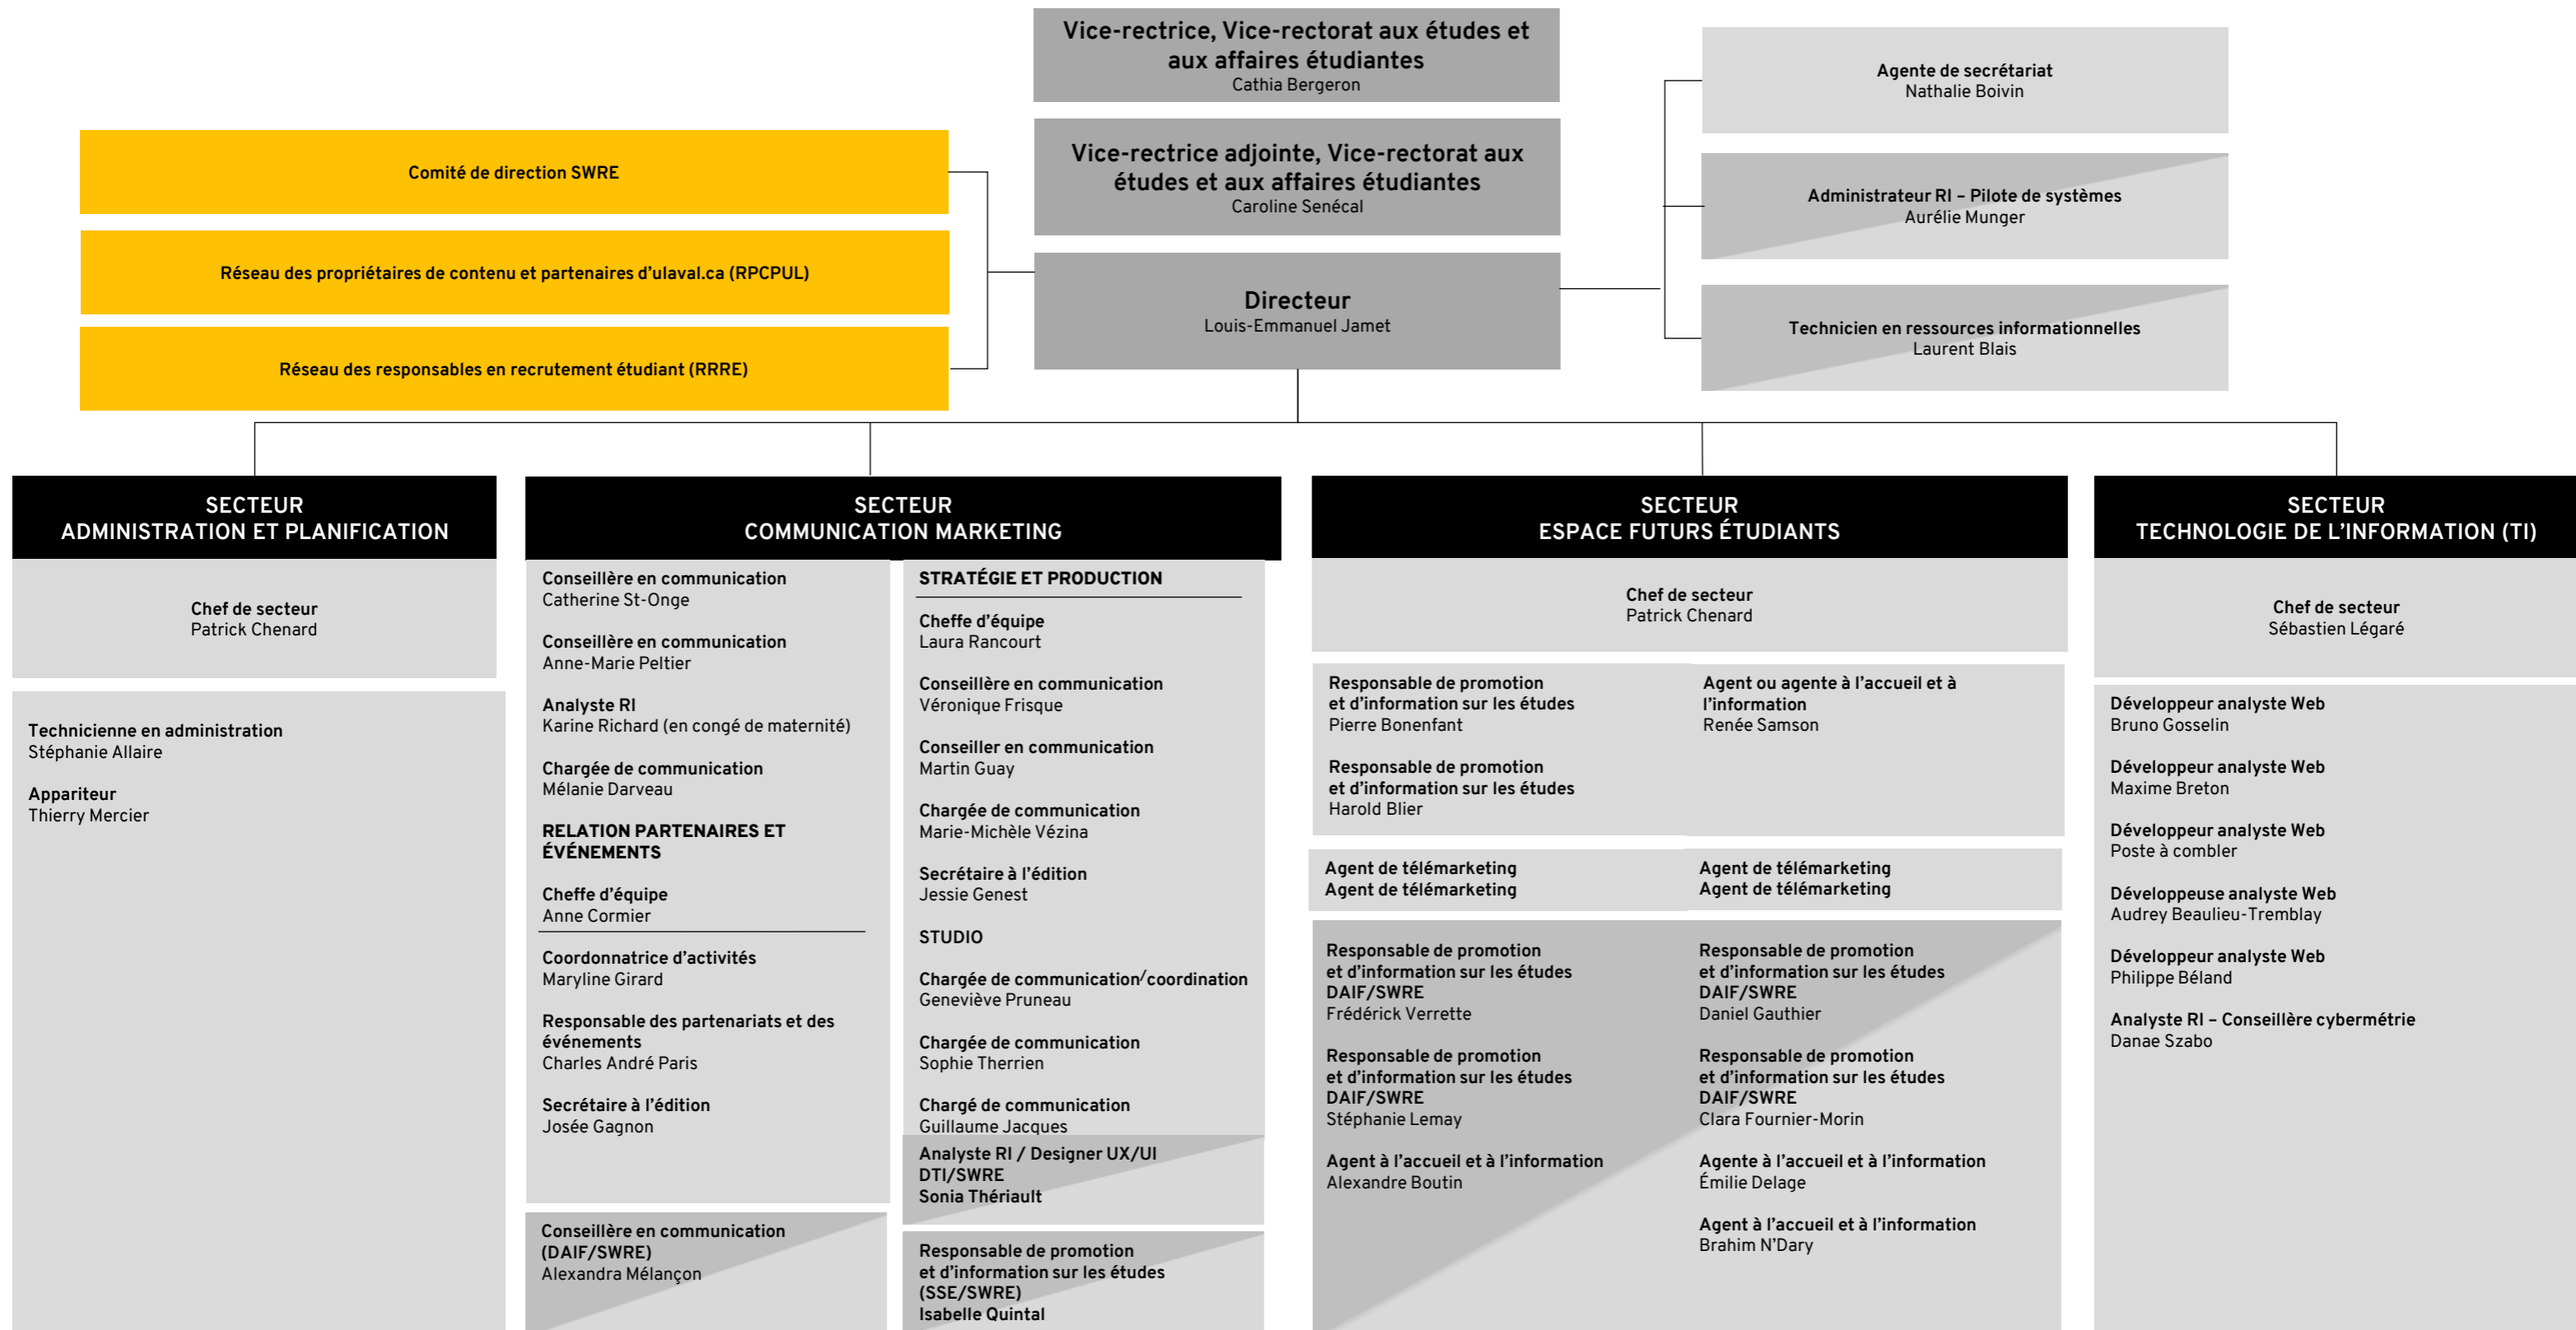 Vice-rectrice, Vice-rectorat aux études et
aux affaires étudiantes
Cathia Bergeron
Vice-rectrice adjointe, Vice-rectorat aux
études et aux affaires étudiantes
Caroline Senécal
Directeur
Louis-Emmanuel Jamet
Comité de direction SWRE
Réseau des propriétaires de contenu et partenaires d'ulaval.ca (RPCPUL)
Réseau des responsables en recrutement étudiant (RRRE)
Agente de secrétariat
Nathalie Boivin
Administrateur RI – Pilote de systèmes
Aurélie Munger
Technicien en ressources informationnelles
Laurent Blais
SECTEUR
ADMINISTRATION ET PLANIFICATION
Chef de secteur
Patrick Chenard
Technicienne en administration
Stéphanie Allaire
Appariteur
Thierry Mercier
SECTEUR
COMMUNICATION MARKETING
Conseillère en communication
Catherine St-Onge
Conseillère en communication
Anne-Marie Peltier
Analyste RI
Karine Richard (en congé de maternité)
Chargée de communication
Mélanie Darveau
RELATION PARTENAIRES ET
ÉVÉNEMENTS
Cheffe d'équipe
Anne Cormier
Coordonnatrice d'activités
Maryline Girard
Responsable des partenariats et des
événements
Charles André Paris
Secrétaire à l'édition
Josée Gagnon
Conseillère en communication
(DAIF/SWRE)
Alexandra Mélançon
STRATÉGIE ET PRODUCTION
Cheffe d'équipe
Laura Rancourt
Conseillère en communication
Véronique Frisque
Conseiller en communication
Martin Guay
Chargée de communication
Marie-Michèle Vézina
Secrétaire à l'édition
Jessie Genest
STUDIO
Chargée de communication/coordination
Geneviève Pruneau
Chargée de communication
Sophie Therrien
Chargé de communication
Guillaume Jacques
Analyste RI / Designer UX/UI
DTI/SWRE
Sonia Thériault
Responsable de promotion
et d'information sur les études
(SSE/SWRE)
Isabelle Quintal
SECTEUR
ESPACE FUTURS ÉTUDIANTS
Chef de secteur
Patrick Chenard
Responsable de promotion
et d'information sur les études
Pierre Bonenfant
Responsable de promotion
et d'information sur les études
Harold Blier
Agent ou agente à l'accueil et à
l'information
Renée Samson
Agent de télémarketing
Agent de télémarketing
Agent de télémarketing
Agent de télémarketing
Responsable de promotion
et d'information sur les études
DAIF/SWRE
Frédérick Verrette
Responsable de promotion
et d'information sur les études
DAIF/SWRE
Stéphanie Lemay
Agent à l'accueil et à l'information
Alexandre Boutin
Responsable de promotion
et d'information sur les études
DAIF/SWRE
Daniel Gauthier
Responsable de promotion
et d'information sur les études
DAIF/SWRE
Clara Fournier-Morin
Agente à l'accueil et à l'information
Émilie Delage
Agent à l'accueil et à l'information
Brahim N'Dary
SECTEUR
TECHNOLOGIE DE L'INFORMATION (TI)
Chef de secteur
Sébastien Légaré
Développeur analyste Web
Bruno Gosselin
Développeur analyste Web
Maxime Breton
Développeur analyste Web
Poste à combler
Développeuse analyste Web
Audrey Beaulieu-Tremblay
Développeur analyste Web
Philippe Béland
Analyste RI – Conseillère cybermétrie
Danae Szabo